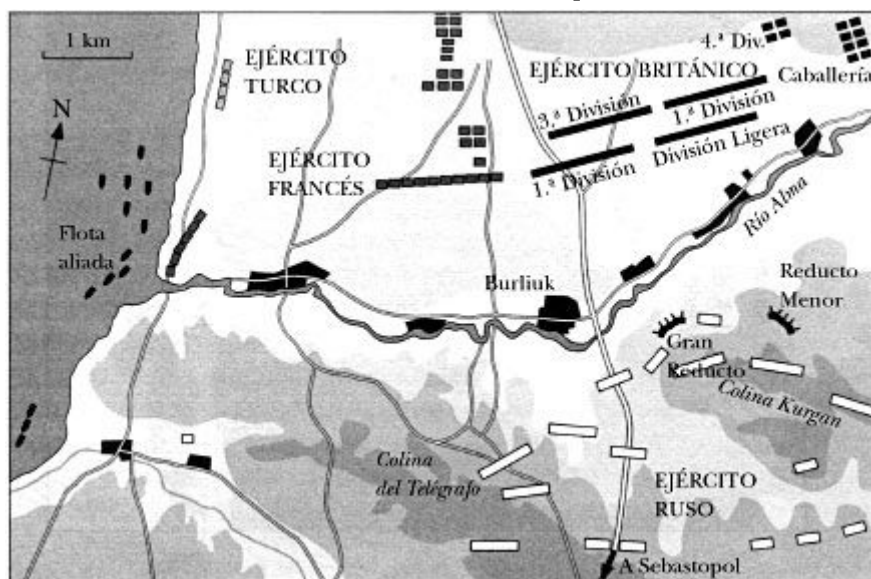 1 km
N
EJÉRCITO
TURCO
4.ª Div.
EJÉRCITO BRITÁNICO
Caballería
3.ª División
1.ª División
EJÉRCITO
FRANCÉS
1.ª División
División Ligera
Río Alma
Flota
aliada
Burliuk
Reducto
Menor
Gran
Reducto
Colina Kurgan
Colina
del Telégrafo
EJÉRCITO
RUSO
A Sebastopol